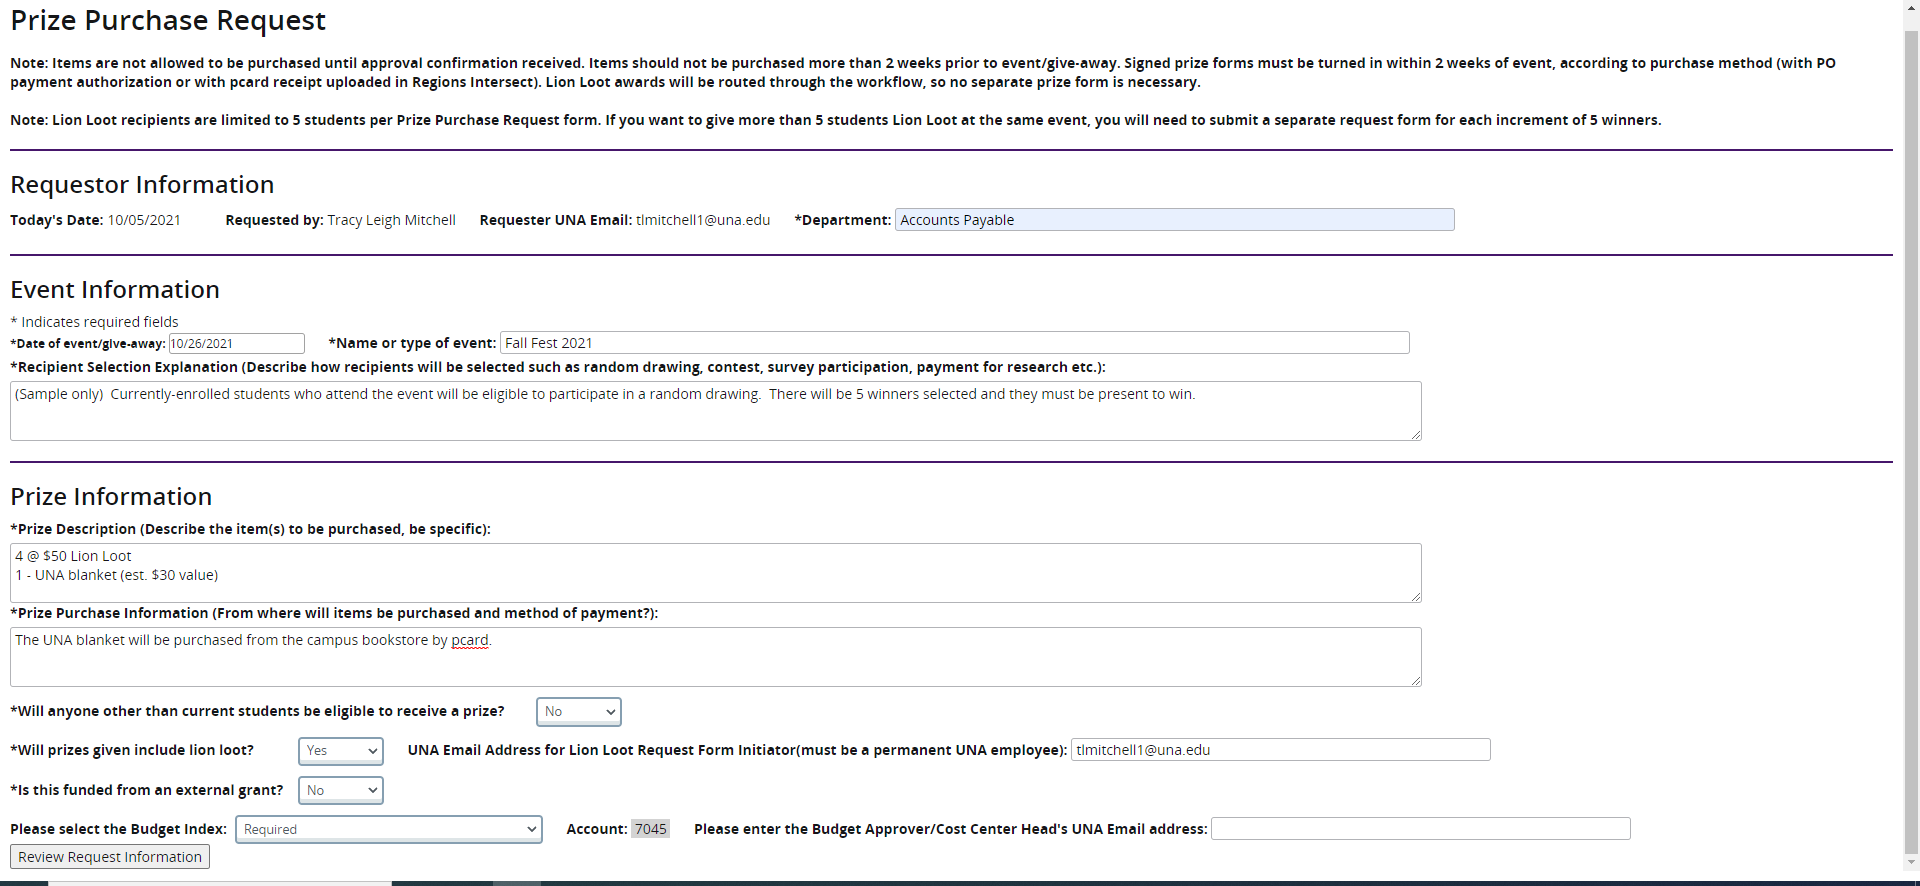 Prize Purchase Request
Note: Items are not allowed to be purchased until approval confirmation received. Items should not be purchased more than 2 weeks prior to event/give-away. Signed prize forms must be turned in within 2 weeks of event, according to purchase method (with PO
payment authorization or with pcard receipt uploaded in Regions Intersect). Lion Loot awards will be routed through the workflow, so no separate prize form is necessary.
Note: Lion Loot recipients are limited to 5 students per Prize Purchase Request form. If you want to give more than 5 students Lion Loot at the same event, you will need to submit a separate request form for each increment of 5 winners.
Requestor Information
Today's Date: 10/05/2021 Requested by: Tracy Leigh Mitchell Requester UNA Email: tlmitchell1@una.edu *Department: Accounts Payable
Event Information
* Indicates required fields
*Date of event/give-away: 10/26/2021 *Name or type of event: Fall Fest 2021
*Recipient Selection Explanation (Describe how recipients will be selected such as random drawing, contest, survey participation, payment for research etc.):
(Sample only)  Currently-enrolled students who attend the event will be eligible to participate in a random drawing.  There will be 5 winners selected and they must be present to win.
Prize Information
*Prize Description (Describe the item(s) to be purchased, be specific):
4 @ $50 Lion Loot
1 - UNA blanket (est. $30 value)
*Prize Purchase Information (From where will items be purchased and method of payment?):
The UNA blanket will be purchased from the campus bookstore by pcard.
*Will anyone other than current students be eligible to receive a prize? No
*Will prizes given include lion loot? Yes UNA Email Address for Lion Loot Request Form Initiator(must be a permanent UNA employee): tlmitchell1@una.edu
*Is this funded from an external grant? No
Please select the Budget Index: Required Account: 7045 Please enter the Budget Approver/Cost Center Head's UNA Email address:
Review Request Information